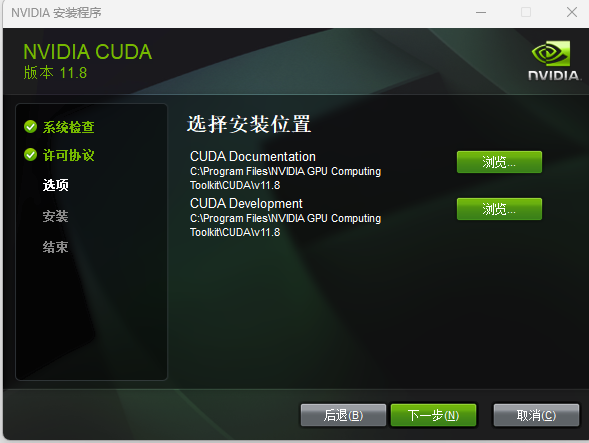 NVIDIA 安装程序
NVIDIA CUDA
版本 11.8
NVIDIA.
系统检查
许可协议
选项
安装
结束
选择安装位置
CUDA Documentation
C:\Program Files\NVIDIA GPU Computing
Toolkit\CUDA\v11.8
浏览...
CUDA Development
C:\Program Files\NVIDIA GPU Computing
Toolkit\CUDA\v11.8
浏览...
后退(B)
下一步(N)
取消(C)